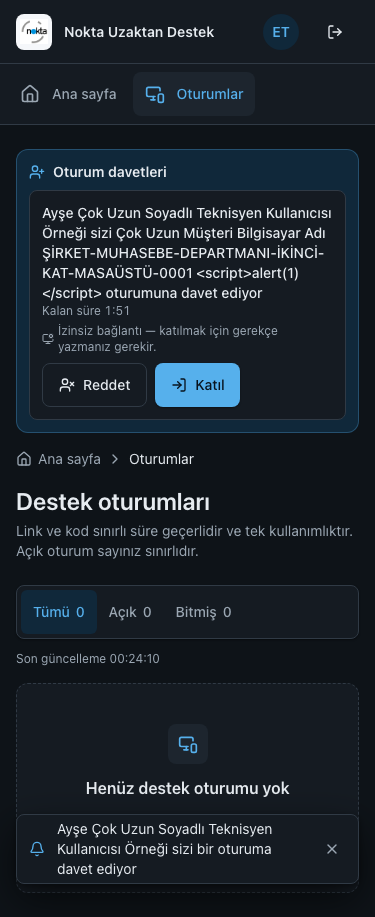 nokta
Nokta Uzaktan Destek
ET
Ana sayfa
Oturumlar
Oturum davetleri
Ayşe Çok Uzun Soyadlı Teknisyen Kullanıcısı
Örneği sizi Çok Uzun Müşteri Bilgisayar Adı
ŞİRKET-MUHASEBE-DEPARTMANI-İKİNCİ-
KAT-MASAÜSTÜ-0001 <script>alert(1)
</script> oturumuna davet ediyor
Kalan süre 1:51
İzinsiz bağlantı — katılmak için gerekçe
yazmanız gerekir.
Reddet
Katıl
Ana sayfa
Oturumlar
Destek oturumları
Link ve kod sınırlı süre geçerlidir ve tek kullanımlıktır.
Açık oturum sayınız sınırlıdır.
Tümü 0
Açık 0
Bitmiş 0
Son güncelleme 00:24:10
Henüz destek oturumu yok
Ayşe Çok Uzun Soyadlı Teknisyen
Kullanıcısı Örneği sizi bir oturuma
davet ediyor